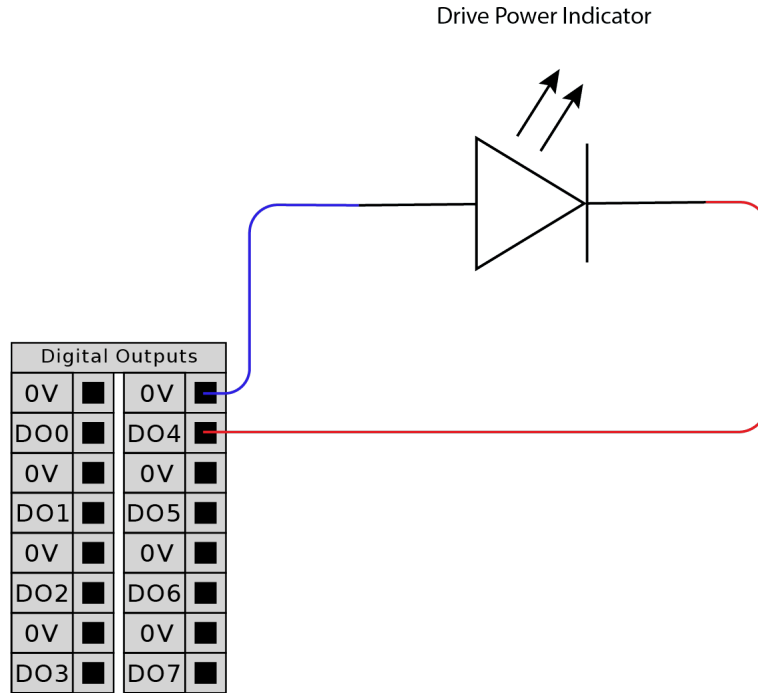 Drive Power Indicator
Digital Outputs
0V 0V
DO0 DO4
0V 0V
DO1 DO5
0V 0V
DO2 DO6
0V 0V
DO3 DO7